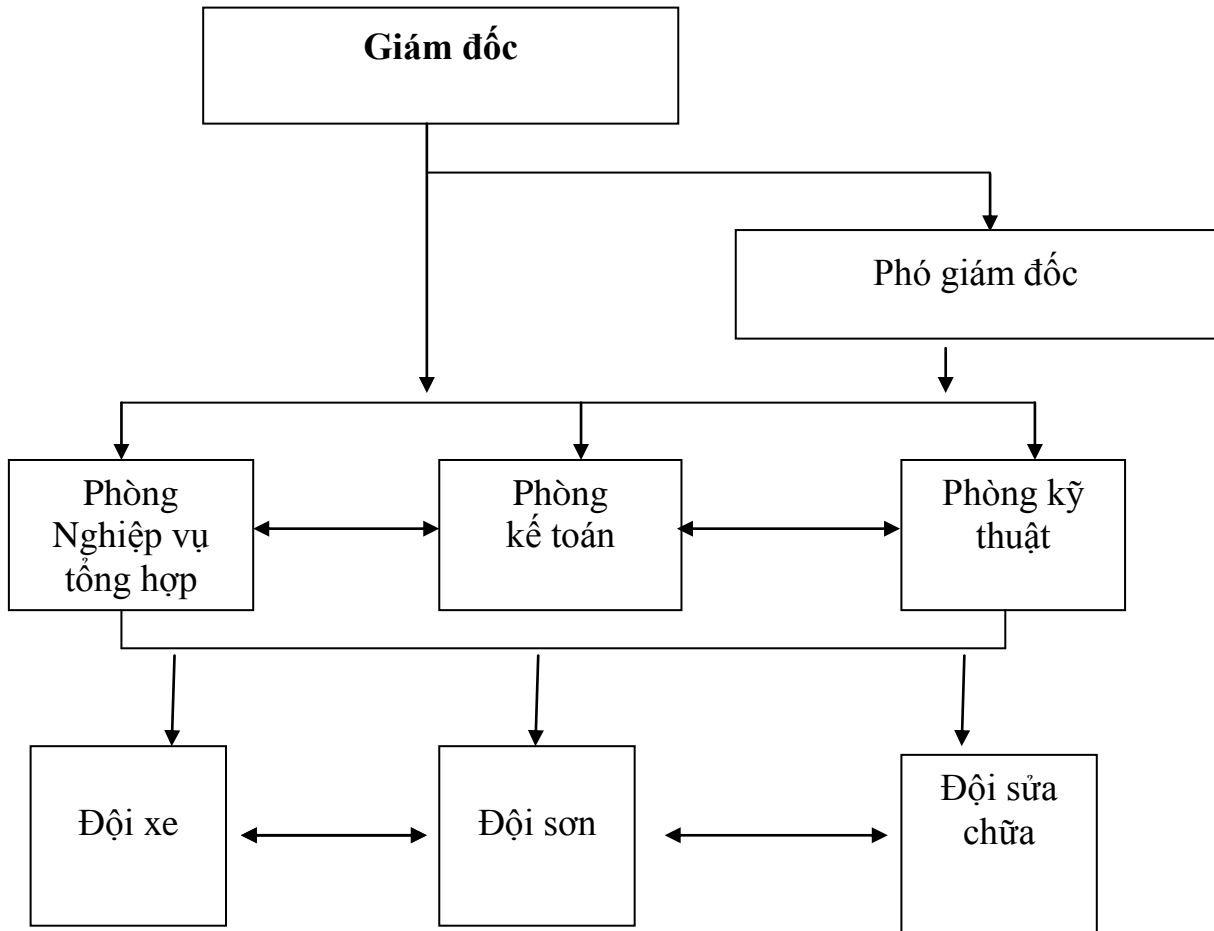 Giám đốc
Phó giám đốc
Phòng
Nghiệp vụ
tổng hợp
Phòng
kế toán
Phòng kỹ
thuật
Đội xe
Đội sơn
Đội sửa
chữa